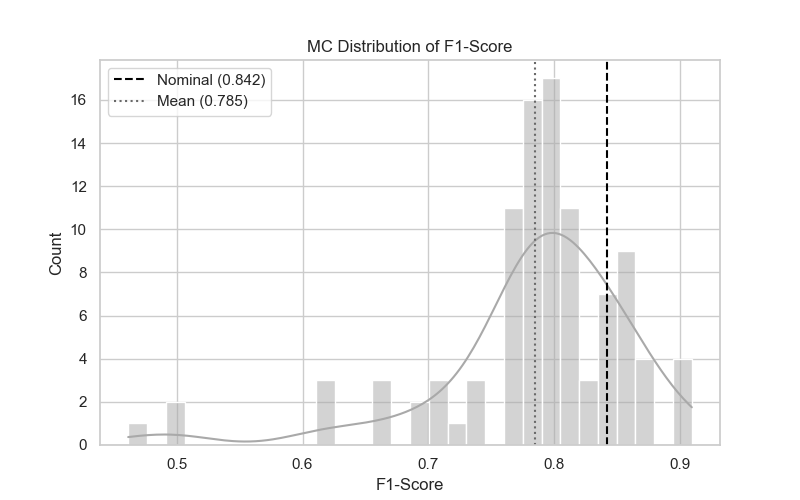 MC Distribution of F1-Score
Nominal (0.842)
Mean (0.785)
Count
16
14
12
10
8
6
4
2
0
0.5 0.6 0.7 0.8 0.9
F1-Score